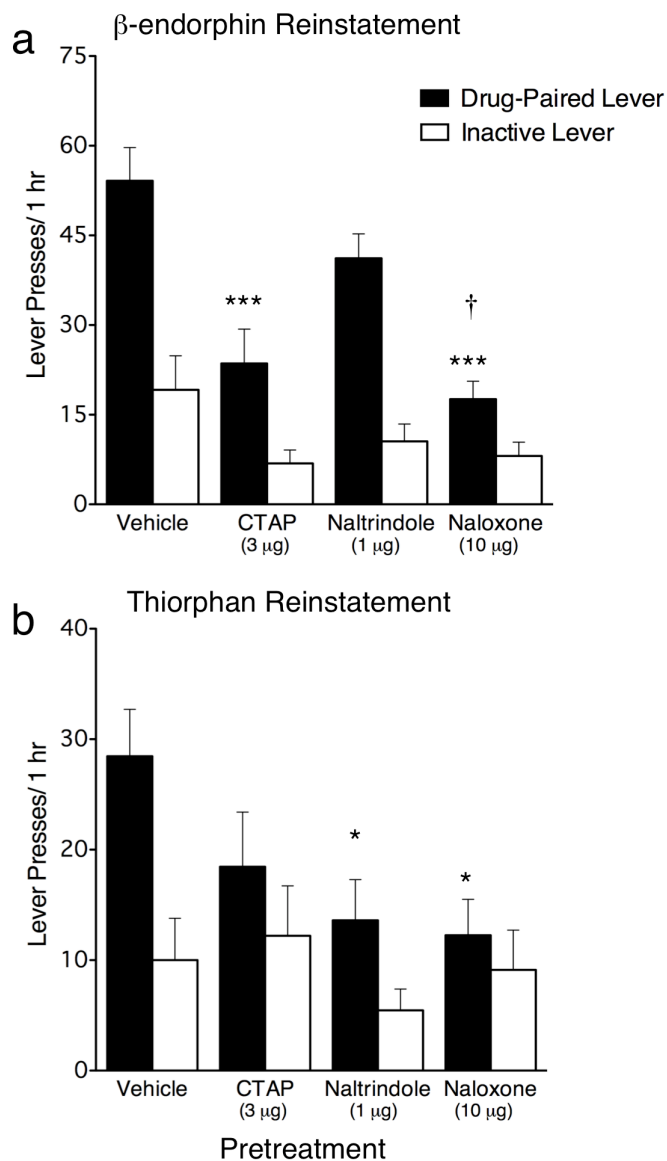 a
β-endorphin Reinstatement
75
60
45
30
15
0
Lever Presses/ 1 hr
Drug-Paired Lever
Inactive Lever
***
†
***
Vehicle CTAP Naltrindole Naloxone
(3 μg) (1 μg) (10 μg)
b
Thiorphan Reinstatement
40
30
20
10
0
Lever Presses/ 1 hr
*
*
Vehicle CTAP Naltrindole Naloxone
(3 μg) (1 μg) (10 μg)
Pretreatment